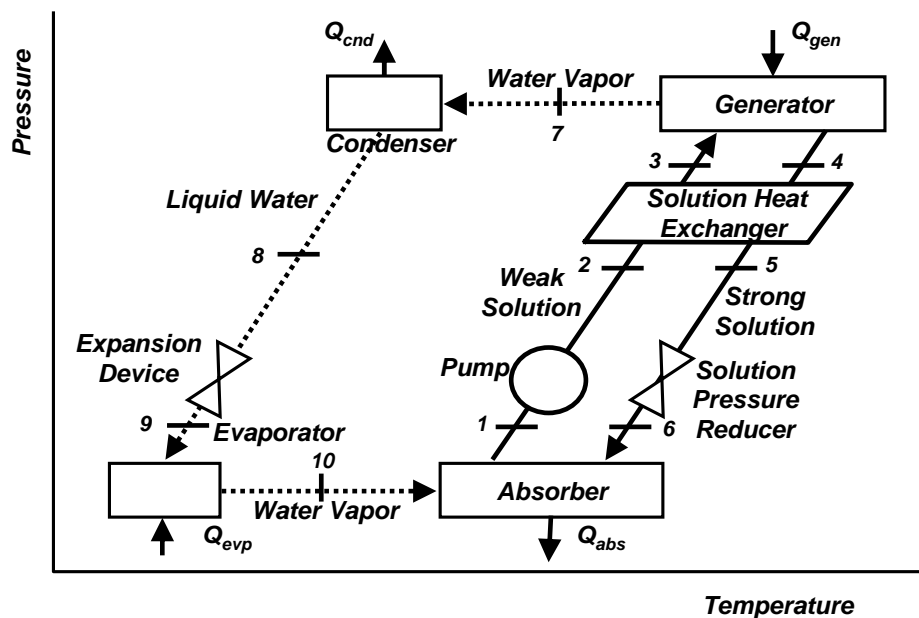 Pressure
Q_cnd
Q_gen
Water Vapor
7
Generator
Condenser
3
4
Liquid Water
Solution Heat
Exchanger
8
2
5
Weak
Solution
Strong
Solution
Expansion
Device
Pump
Solution
Pressure
Reducer
9
Evaporator
1
6
10
Absorber
Water Vapor
Q_evp
Q_abs
Temperature